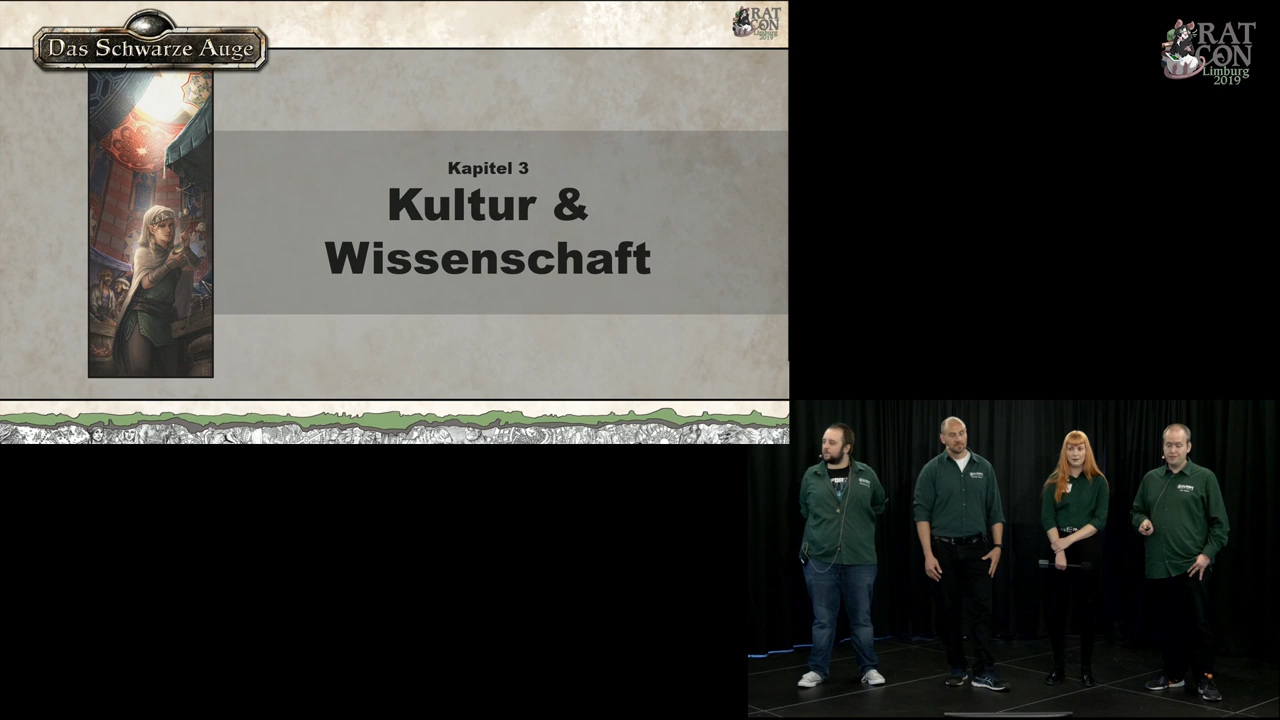 Das Schwarze Auge
RAT
CON
Limburg
2019
Kapitel 3
Kultur &
Wissenschaft
RAT
CON
Limburg
2019